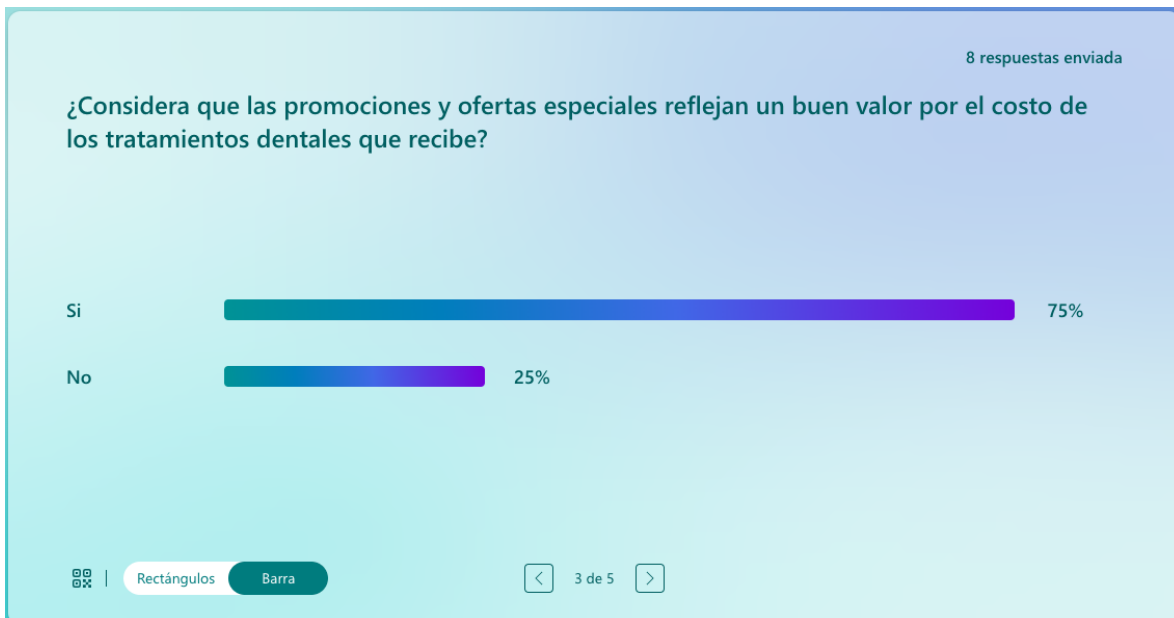 8 respuestas enviada
¿Considera que las promociones y ofertas especiales reflejan un buen valor por el costo de
los tratamientos dentales que recibe?
Si 75%
No 25%
Rectángulos Barra 3 de 5